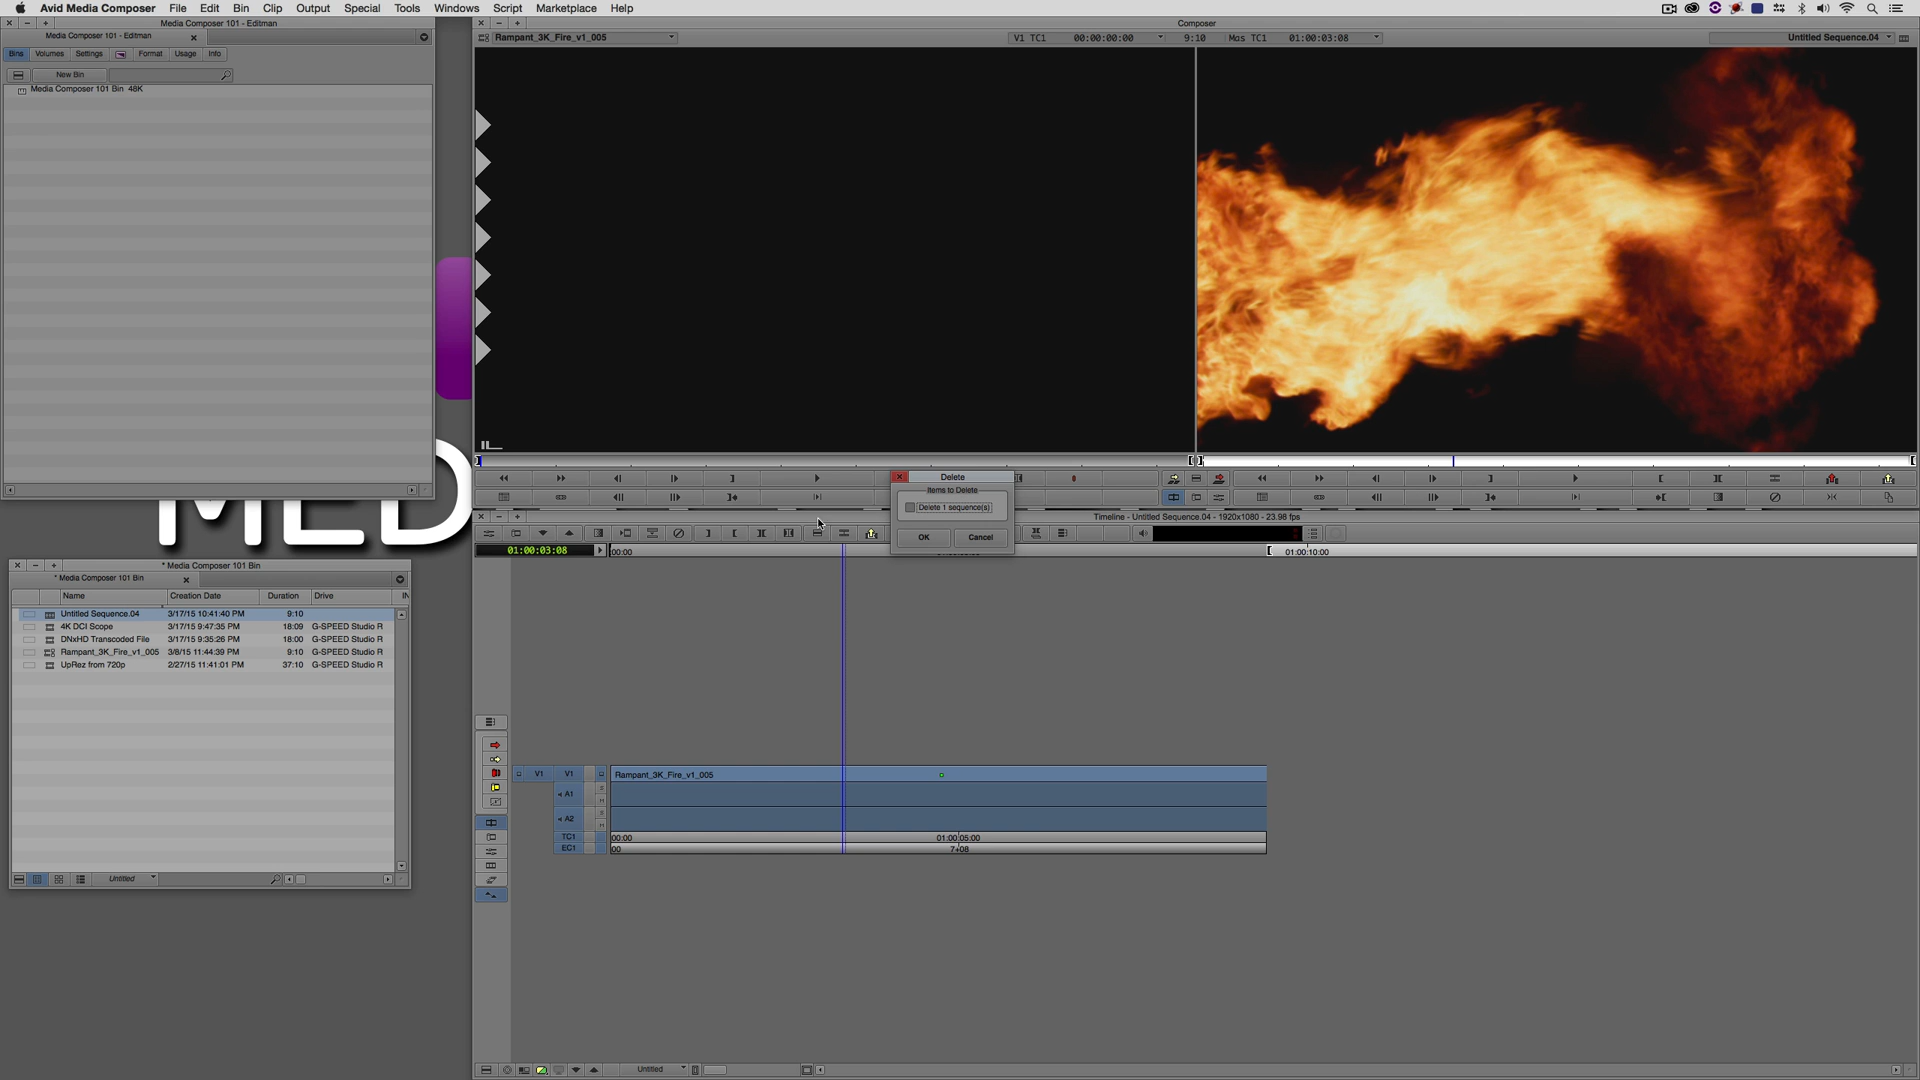 Avid Media Composer File Edit Bin Clip Output Special Tools Windows Script Marketplace Help
Media Composer 101 - Editman
Media Composer 101 - Editman
Bins Volumes Settings Format Usage Info
New Bin
Media Composer 101 Bin 48K
MED
* Media Composer 101 Bin
* Media Composer 101 Bin
Name Creation Date Duration Drive IN
Untitled Sequence.04 3/17/15 10:41:40 PM 9:10
4K DCI Scope 3/17/15 9:47:35 PM 18:09 G-SPEED Studio R
DNxHD Transcoded File 3/17/15 9:35:26 PM 18:00 G-SPEED Studio R
Rampant_3K_Fire_v1_005 3/8/15 11:44:39 PM 9:10 G-SPEED Studio R
UpRez from 720p 2/27/15 11:41:01 PM 37:10 G-SPEED Studio R
Untitled
Composer
Rampant_3K_Fire_v1_005 V1 TC1 00:00:00:00 9:10 Mas TC1 01:00:03:08 Untitled Sequence.04
Delete
Items to Delete
Delete 1 sequence(s)
OK Cancel
Timeline - Untitled Sequence.04 - 1920x1080 - 23.98 fps
01:00:03:08 00:00 01:00:10:00
V1 V1 Rampant_3K_Fire_v1_005
A1
A2
TC1 00:00 01:00:05:00
EC1 00 7+08
Untitled